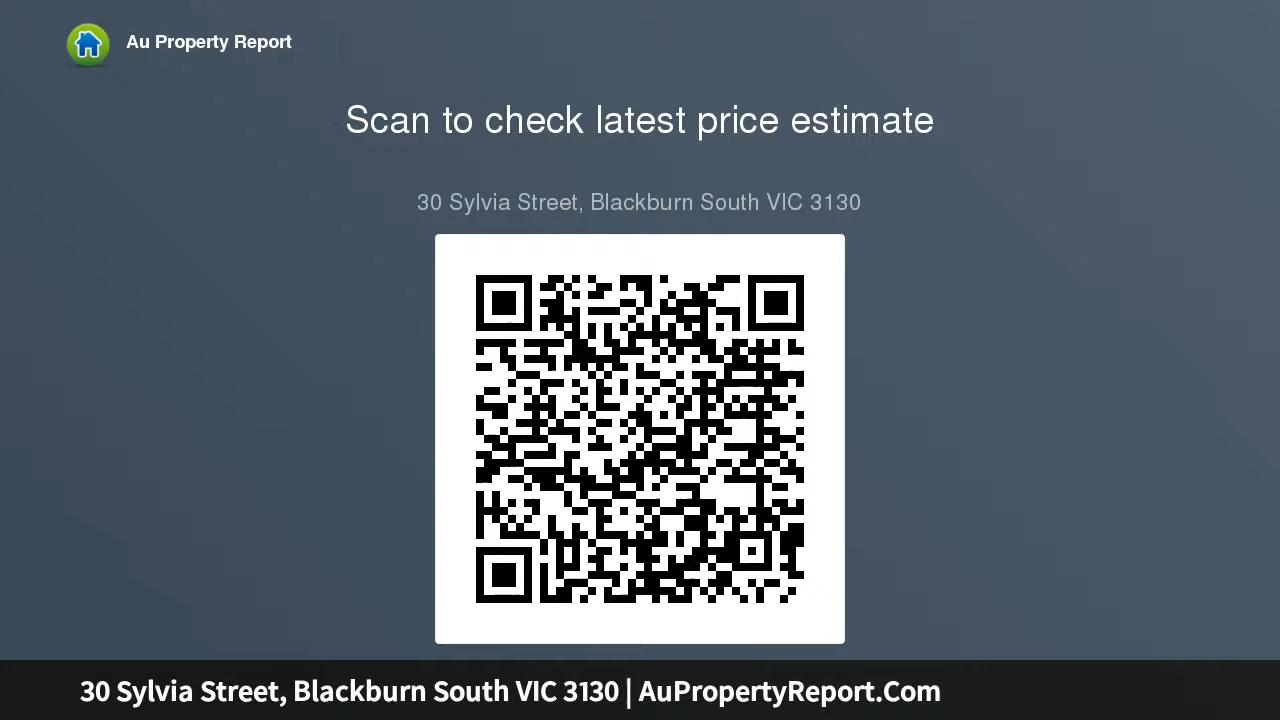 Au Property Report
Scan to check latest price estimate
30 Sylvia Street, Blackburn South VIC 3130
30 Sylvia Street, Blackburn South VIC 3130 | AuPropertyReport.Com